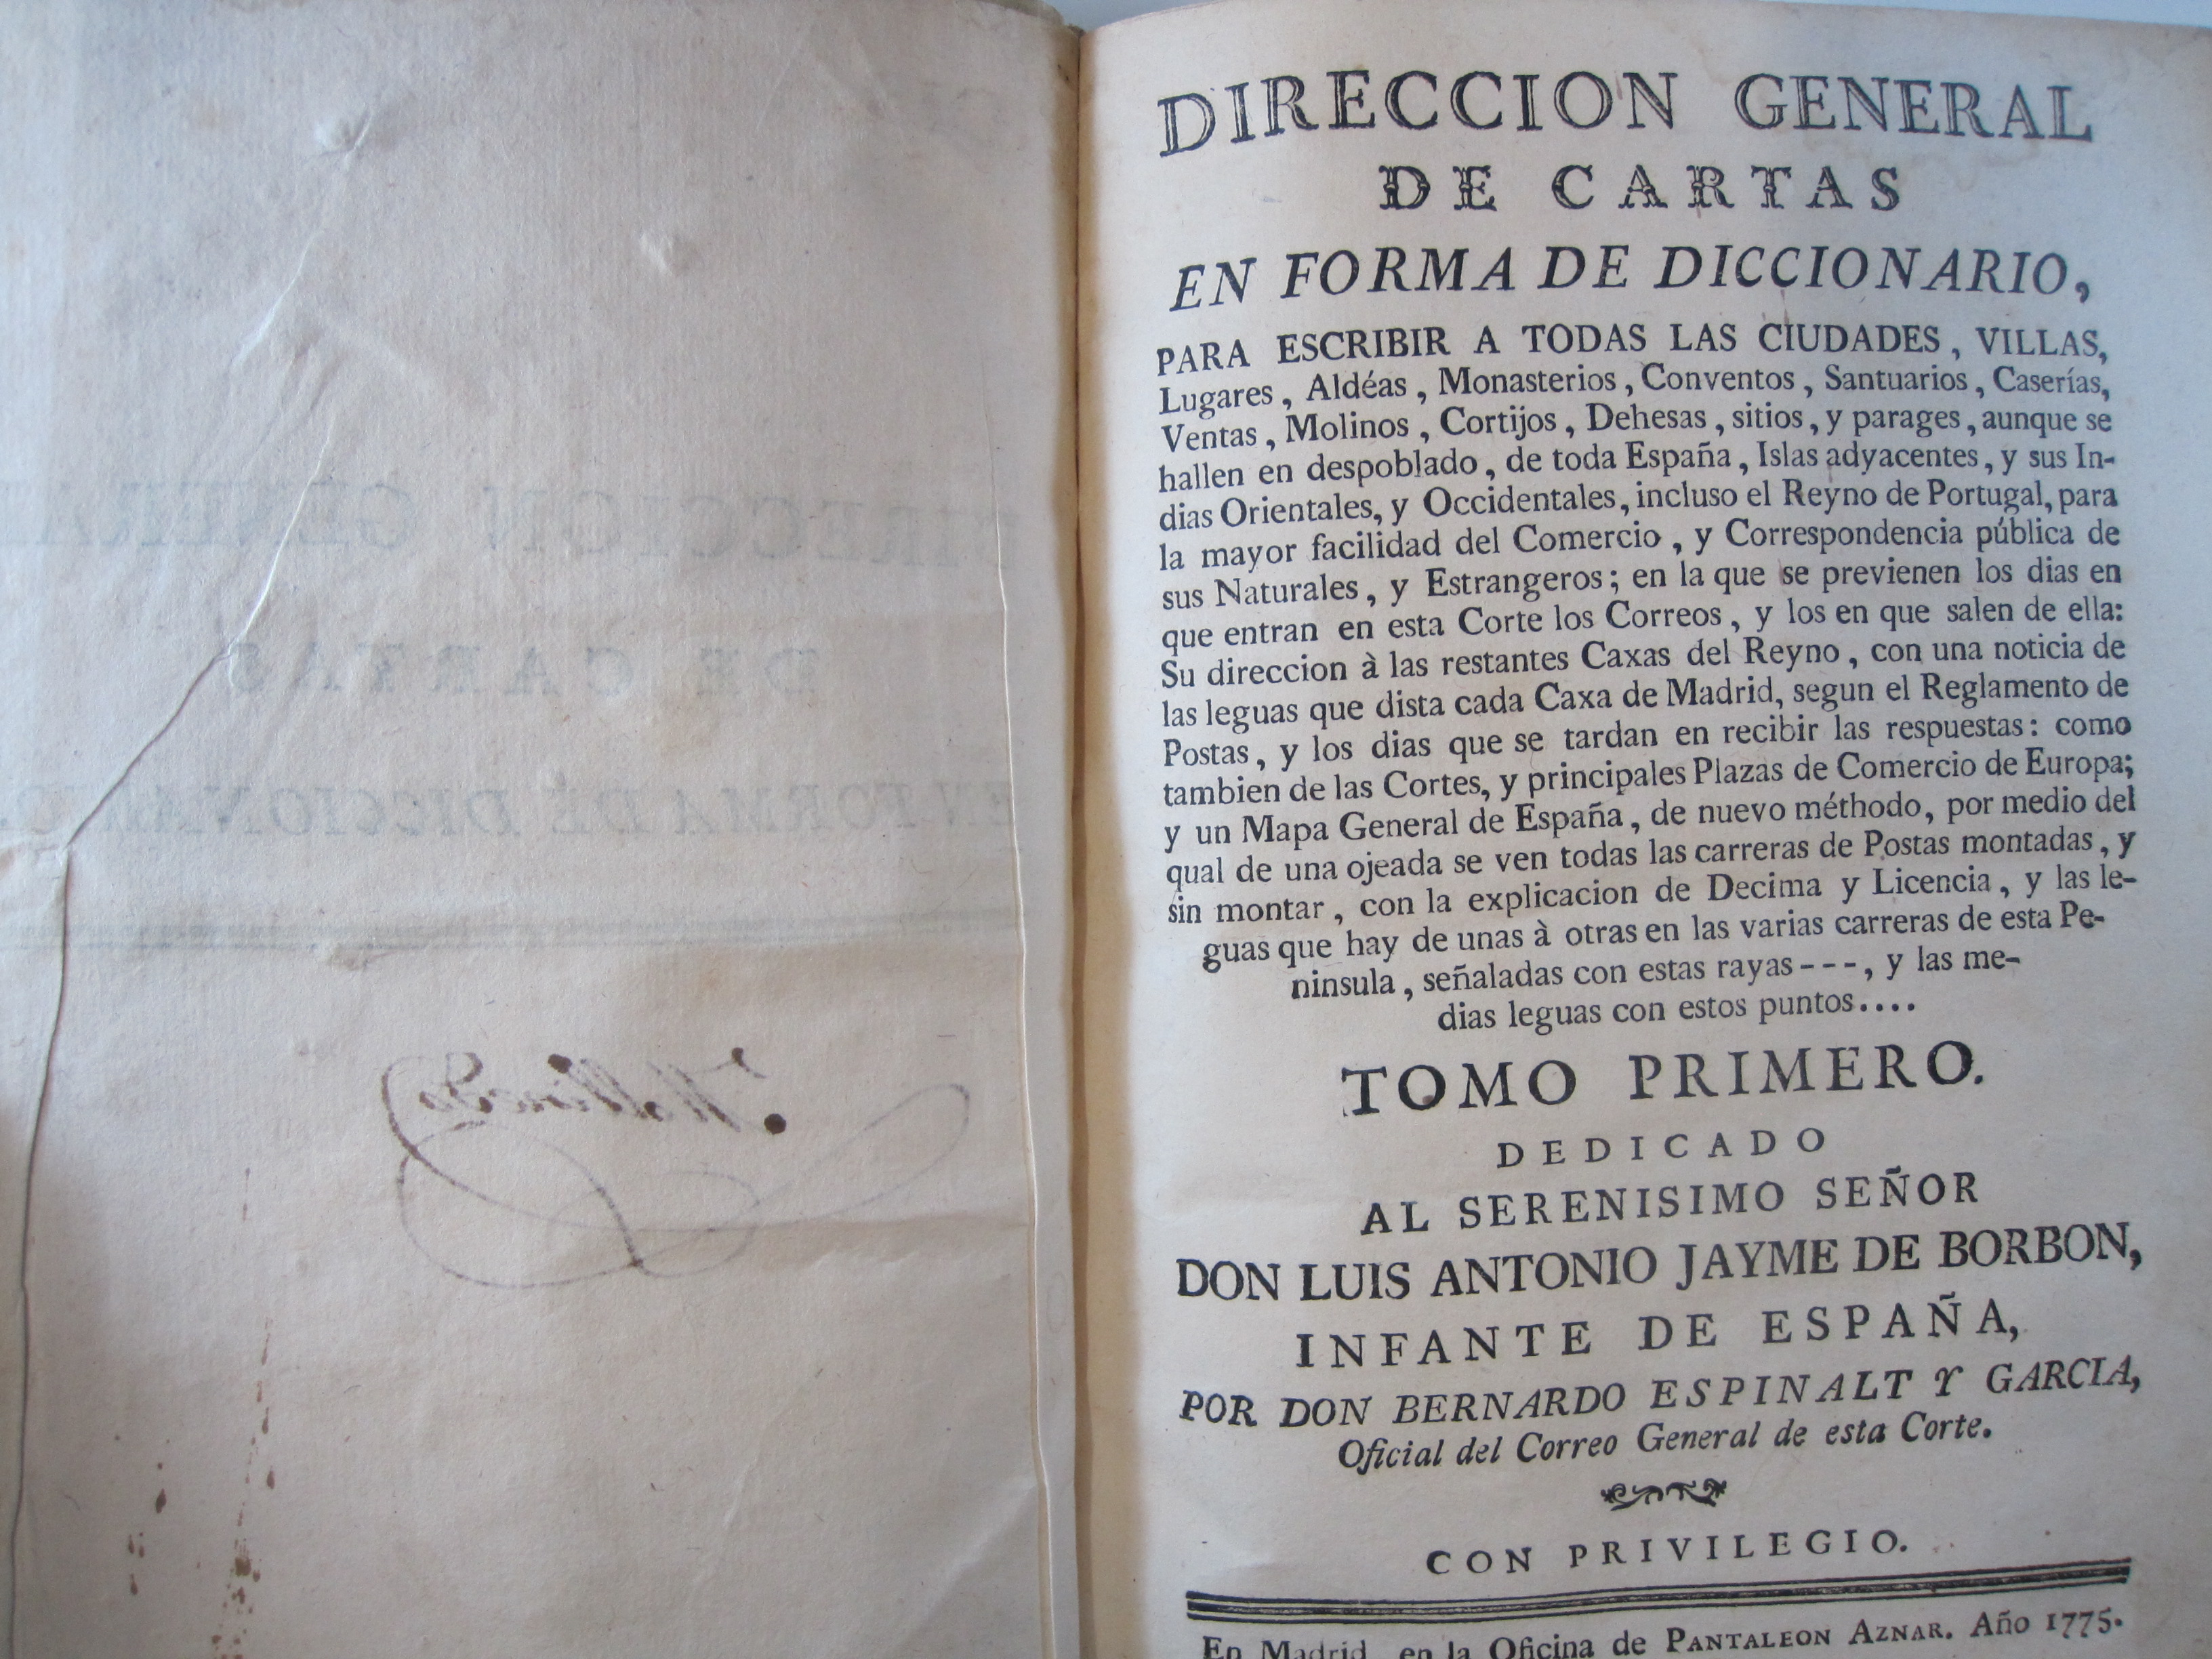 DIRECCION GENERAL
DE CARTAS
EN FORMA DE DICCIONARIO
DIRECCION GENERAL
DE CARTAS
EN FORMA DE DICCIONARIO,
PARA ESCRIBIR A TODAS LAS CIUDADES, VILLAS,
Lugares, Aldéas, Monasterios, Conventos, Santuarios, Caserías,
Ventas, Molinos, Cortijos, Dehesas, sitios, y parages, aunque se
hallen en despoblado, de toda España, Islas adyacentes, y sus In-
dias Orientales, y Occidentales, incluso el Reyno de Portugal, para
la mayor facilidad del Comercio, y Correspondencia pública de
sus Naturales, y Estrangeros; en la que se previenen los dias en
que entran en esta Corte los Correos, y los en que salen de ella:
Su direccion à las restantes Caxas del Reyno, con una noticia de
las leguas que dista cada Caxa de Madrid, segun el Reglamento de
Postas, y los dias que se tardan en recibir las respuestas: como
tambien de las Cortes, y principales Plazas de Comercio de Europa;
y un Mapa General de España, de nuevo méthodo, por medio del
qual de una ojeada se ven todas las carreras de Postas montadas, y
sin montar, con la explicacion de Decima y Licencia, y las le-
guas que hay de unas à otras en las varias carreras de esta Pe-
ninsula, señaladas con estas rayas---, y las me-
dias leguas con estos puntos....
TOMO PRIMERO.
DEDICADO
AL SERENISIMO SEÑOR
DON LUIS ANTONIO JAYME DE BORBON,
INFANTE DE ESPAÑA,
POR DON BERNARDO ESPINALT Y GARCIA,
Oficial del Correo General de esta Corte.
CON PRIVILEGIO.
En Madrid en la Oficina de PANTALEON AZNAR. Año 1775.